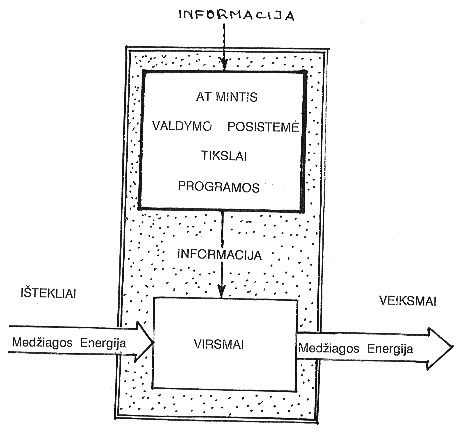 INFORMACIJA
AT MINTIS
VALDYMO POSISTEMĖ
TIKSLAI
PROGRAMOS
INFORMACIJA
IŠTEKLIAI
VEIKSMAI
Medžiagos Energija
VIRSMAI
Medžiagos Energija